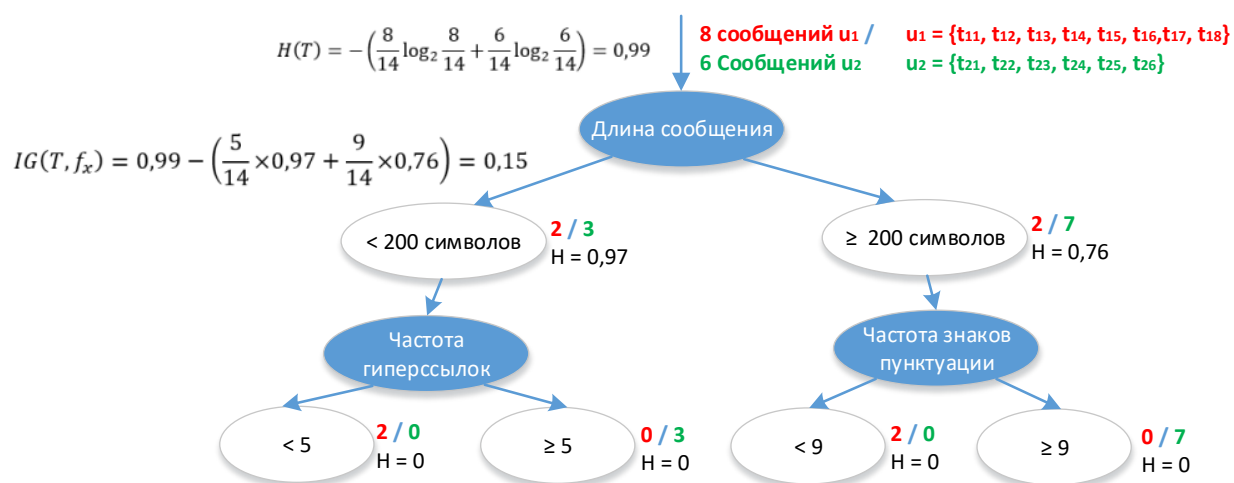 H(T) = −(8/14 log₂ 8/14 + 6/14 log₂ 6/14) = 0,99
8 сообщений u₁ / u₁ = {t₁₁, t₁₂, t₁₃, t₁₄, t₁₅, t₁₆,t₁₇, t₁₈}
6 Сообщений u₂ u₂ = {t₂₁, t₂₂, t₂₃, t₂₄, t₂₅, t₂₆}
Длина сообщения
IG(T, fₓ) = 0,99 − (5/14 ×0,97 + 9/14 ×0,76) = 0,15
< 200 символов
2 / 3
H = 0,97
≥ 200 символов
2 / 7
H = 0,76
Частота
гиперссылок
Частота знаков
пунктуации
< 5
2 / 0
H = 0
≥ 5
0 / 3
H = 0
< 9
2 / 0
H = 0
≥ 9
0 / 7
H = 0